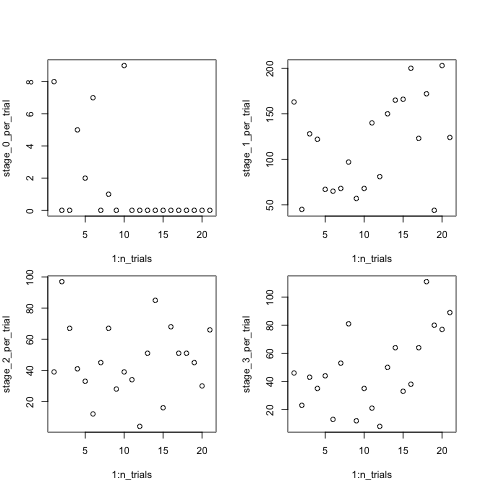 stage_0_per_trial
0 2 4 6 8
5 10 15 20
1:n_trials
stage_1_per_trial
50 100 150 200
5 10 15 20
1:n_trials
stage_2_per_trial
20 40 60 80 100
5 10 15 20
1:n_trials
stage_3_per_trial
20 40 60 80 100
5 10 15 20
1:n_trials